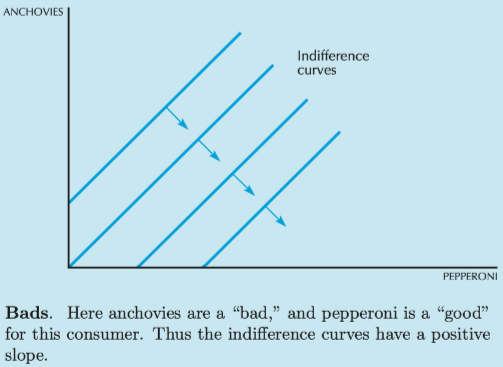 ANCHOVIES
Indifference
curves
PEPPERONI
Bads. Here anchovies are a “bad,” and pepperoni is a “good”
for this consumer. Thus the indifference curves have a positive
slope.